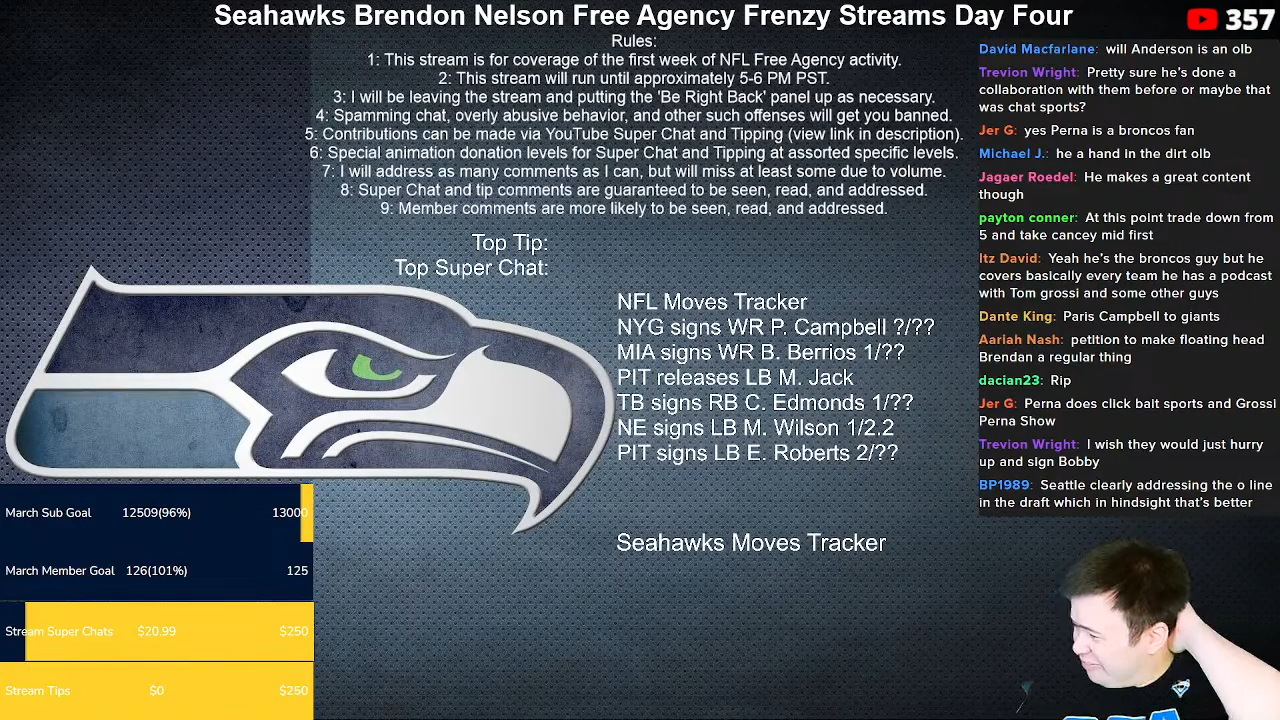 Seahawks Brendon Nelson Free Agency Frenzy Streams Day Four
357
Rules:
1: This stream is for coverage of the first week of NFL Free Agency activity.
2: This stream will run until approximately 5-6 PM PST.
3: I will be leaving the stream and putting the 'Be Right Back' panel up as necessary.
4: Spamming chat, overly abusive behavior, and other such offenses will get you banned.
5: Contributions can be made via YouTube Super Chat and Tipping (view link in description).
6: Special animation donation levels for Super Chat and Tipping at assorted specific levels.
7: I will address as many comments as I can, but will miss at least some due to volume.
8: Super Chat and tip comments are guaranteed to be seen, read, and addressed.
9: Member comments are more likely to be seen, read, and addressed.
Top Tip:
Top Super Chat:
NFL Moves Tracker
NYG signs WR P. Campbell ?/??
MIA signs WR B. Berrios 1/??
PIT releases LB M. Jack
TB signs RB C. Edmonds 1/??
NE signs LB M. Wilson 1/2.2
PIT signs LB E. Roberts 2/??
Seahawks Moves Tracker
March Sub Goal 12509(96%) 13000
March Member Goal 126(101%) 125
Stream Super Chats $20.99 $250
Stream Tips $0 $250
David Macfarlane: will Anderson is an olb
Trevion Wright: Pretty sure he's done a
collaboration with them before or maybe that
was chat sports?
Jer G: yes Perna is a broncos fan
Michael J.: he a hand In the dirt olb
Jagaer Roedel: He makes a great content
though
payton conner: At this point trade down from
5 and take cancey mid first
Itz David: Yeah he's the broncos guy but he
covers basically every team he has a podcast
with Tom grossi and some other guys
Dante King: Paris Campbell to giants
Aariah Nash: petition to make floating head
Brendan a regular thing
dacian23: Rip
Jer G: Perna does click bait sports and Grossi
Perna Show
Trevion Wright: I wish they would just hurry
up and sign Bobby
BP1989: Seattle clearly addressing the o line
in the draft which in hindsight that's better